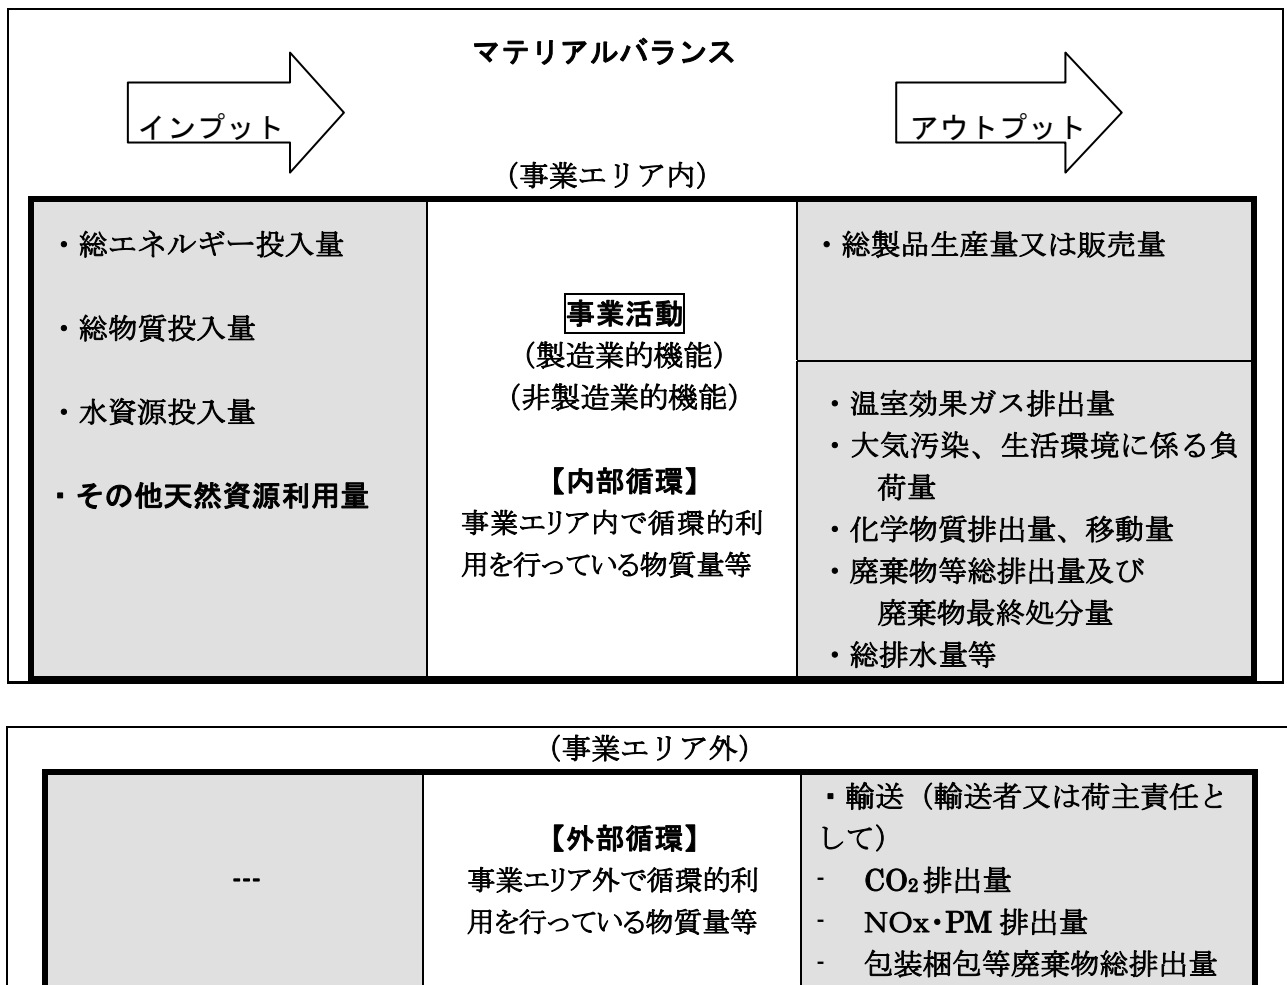 マテリアルバランス
インプット
アウトプット
(事業エリア内)
・総エネルギー投入量
・総物質投入量
・水資源投入量
・その他天然資源利用量
事業活動
(製造業的機能)
(非製造業的機能)
【内部循環】
事業エリア内で循環的利
用を行っている物質量等
・総製品生産量又は販売量
・温室効果ガス排出量
・大気汚染、生活環境に係る負
荷量
・化学物質排出量、移動量
・廃棄物等総排出量及び
廃棄物最終処分量
・総排水量等
(事業エリア外)
---
【外部循環】
事業エリア外で循環的利
用を行っている物質量等
・輸送(輸送者又は荷主責任と
して)
- CO₂排出量
- NOx・PM 排出量
- 包装梱包等廃棄物総排出量